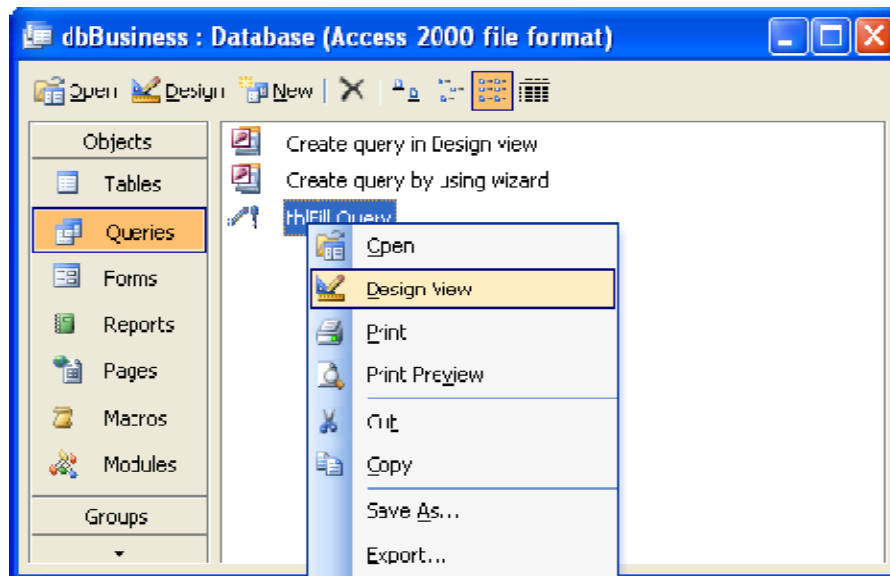 dbBusiness : Database (Access 2000 file format)
Open Design New
Objects
Tables
Queries
Forms
Reports
Pages
Macros
Modules
Groups
Create query in Design view
Create query by using wizard
Query
Open
Design View
Print
Print Preview
Cut
Copy
Save As...
Export...